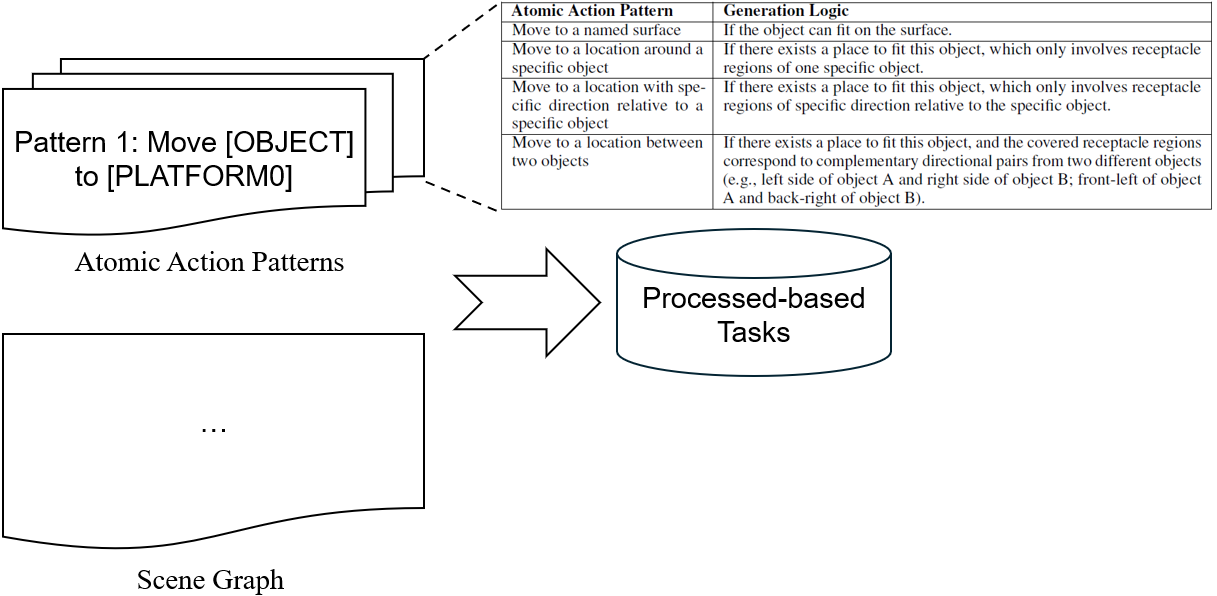 Atomic Action Pattern Generation Logic
Move to a named surface If the object can fit on the surface.
Move to a location around a If there exists a place to fit this object, which only involves receptacle
specific object regions of one specific object.
Move to a location with spe- If there exists a place to fit this object, which only involves receptacle
cific direction relative to a regions of specific direction relative to the specific object.
specific object
Move to a location between If there exists a place to fit this object, and the covered receptacle regions
two objects correspond to complementary directional pairs from two different objects
(e.g., left side of object A and right side of object B; front-left of object
A and back-right of object B).
Pattern 1: Move [OBJECT]
to [PLATFORM0]
Atomic Action Patterns
Processed-based
Tasks
...
Scene Graph